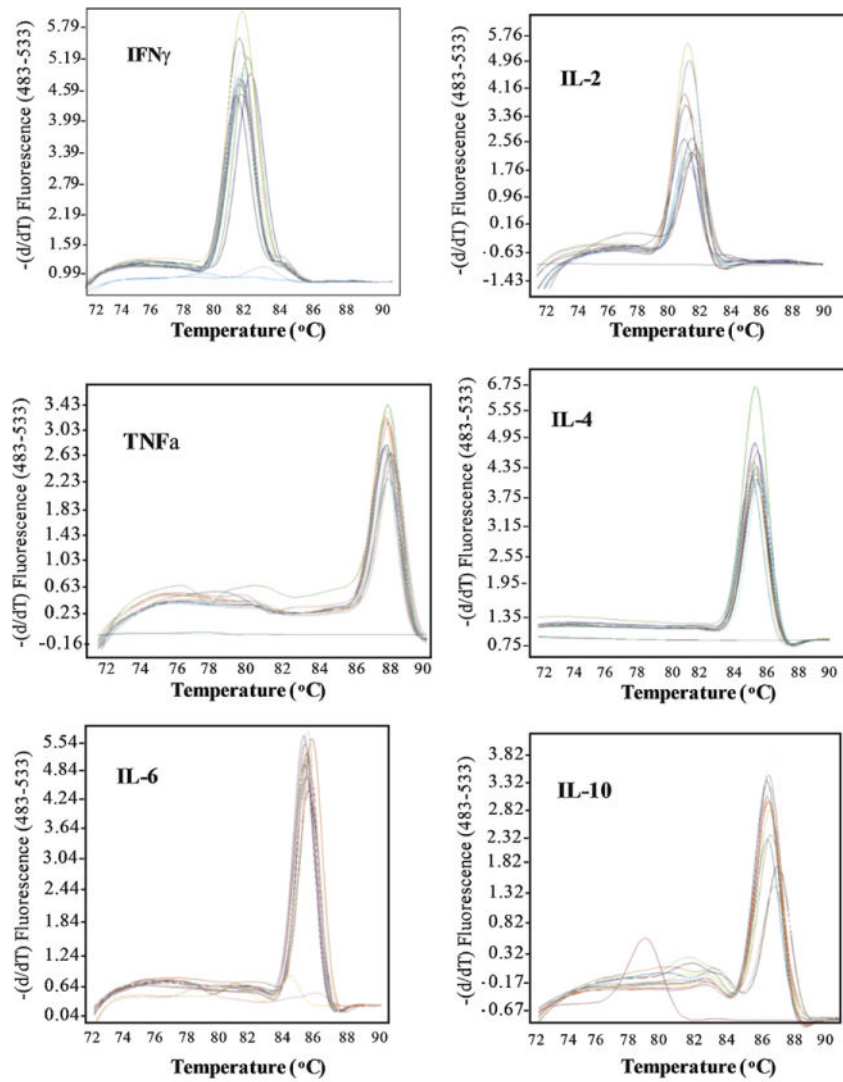 IFNγ
-(d/dT) Fluorescence (483-533)
5.79
5.19
4.59
3.99
3.39
2.79
2.19
1.59
0.99
72 74 76 78 80 82 84 86 88 90
Temperature (°C)
IL-2
-(d/dT) Fluorescence (483-533)
5.76
4.96
4.16
3.36
2.56
1.76
0.96
0.16
-0.63
-1.43
72 74 76 78 80 82 84 86 88 90
Temperature (°C)
TNFa
-(d/dT) Fluorescence (483-533)
3.43
3.03
2.63
2.23
1.83
1.43
1.03
0.63
0.23
-0.16
72 74 76 78 80 82 84 86 88 90
Temperature (°C)
IL-4
-(d/dT) Fluorescence (483-533)
6.75
5.55
4.95
4.35
3.75
3.15
2.55
1.95
1.35
0.75
72 74 76 78 80 82 84 86 88 90
Temperature (°C)
IL-6
-(d/dT) Fluorescence (483-533)
5.54
4.84
4.24
3.64
3.04
2.44
1.84
1.24
0.64
0.04
72 74 76 78 80 82 84 86 88 90
Temperature (°C)
IL-10
-(d/dT) Fluorescence (483-533)
3.82
3.32
2.82
2.32
1.82
1.32
0.82
0.32
-0.17
-0.67
72 74 76 78 80 82 84 86 88 90
Temperature (°C)